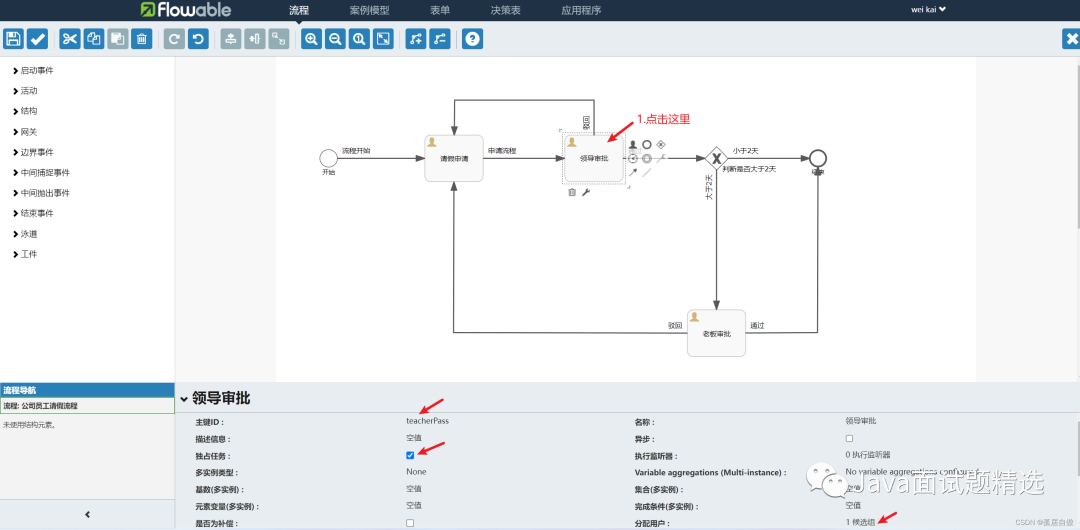 flowable 流程 案例模型 表单 决策表 应用程序 wei kai
启动事件
活动
结构
网关
边界事件
中间捕捉事件
中间抛出事件
结束事件
泳道
工件
1.点击这里
驳回
流程开始
请假申请
申请流程
领导审批
小于2天
开始
判断是否大于2天
大于2天
驳回
老板审批
通过
流程导航
流程: 公司员工请假流程
未使用结构元素。
领导审批
主键ID : teacherPass 名称 : 领导审批
描述信息 : 空值 异步 :
独占任务 : 执行监听器 : 0 执行监听器
多实例类型 : None Variable aggregations (Multi-instance) : No variable aggregations
基数(多实例) : 空值 集合(多实例) : 空值
元素变量(多实例) : 空值 完成条件(多实例) : 空值
是否为补偿 : 分配用户 : 1 候选组
Java面试题精选